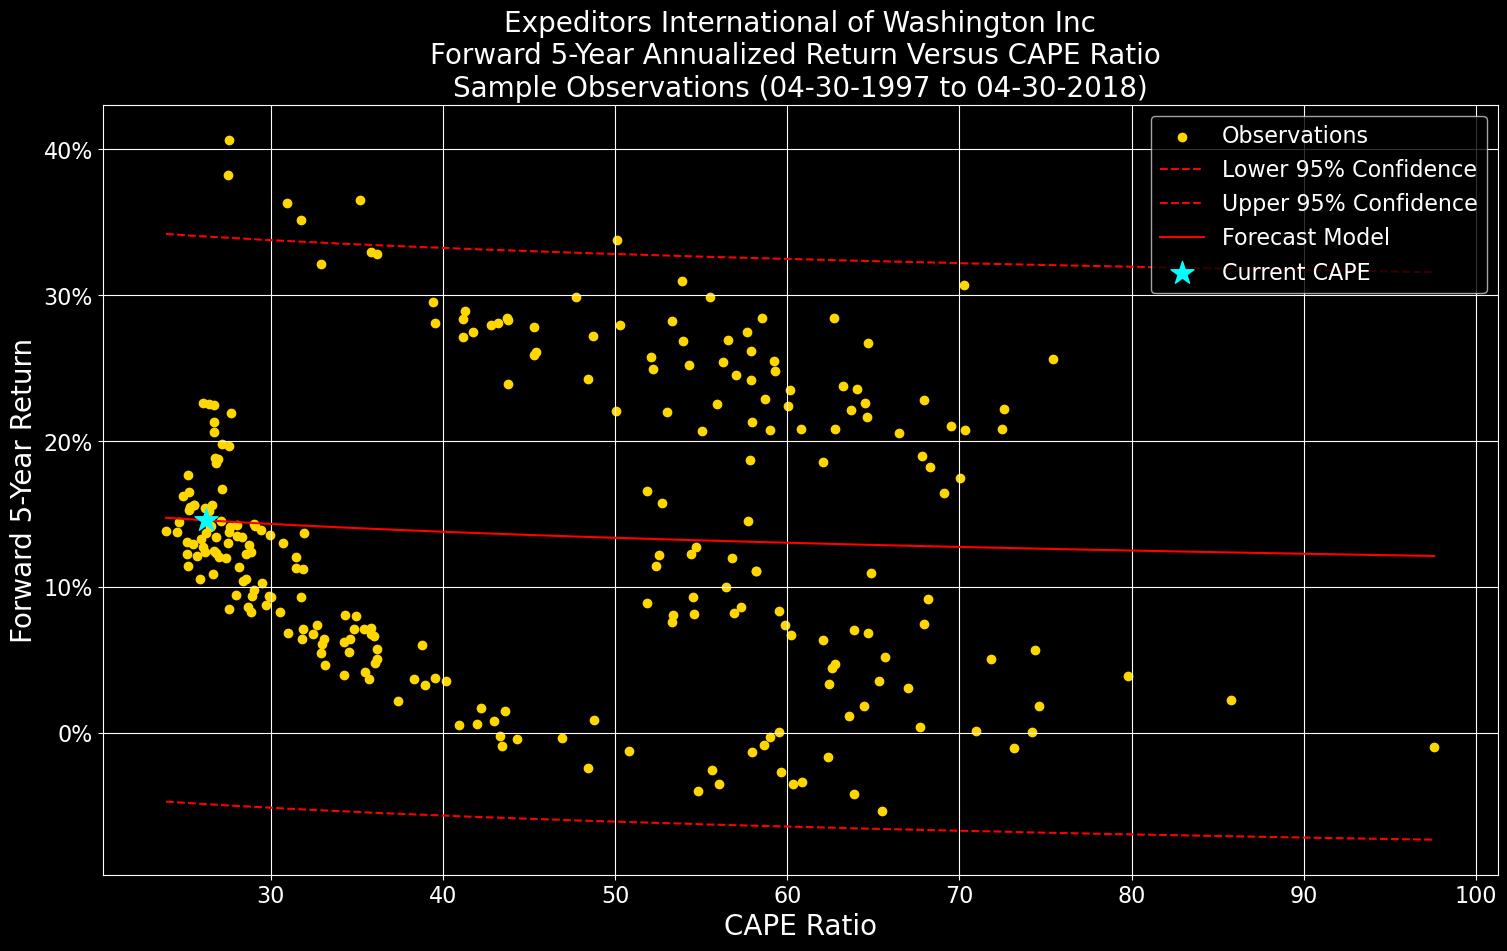 Expeditors International of Washington Inc
Forward 5-Year Annualized Return Versus CAPE Ratio
Sample Observations (04-30-1997 to 04-30-2018)
Observations
Lower 95% Confidence
Upper 95% Confidence
Forecast Model
Current CAPE
Forward 5-Year Return
40%
30%
20%
10%
0%
30 40 50 60 70 80 90 100
CAPE Ratio